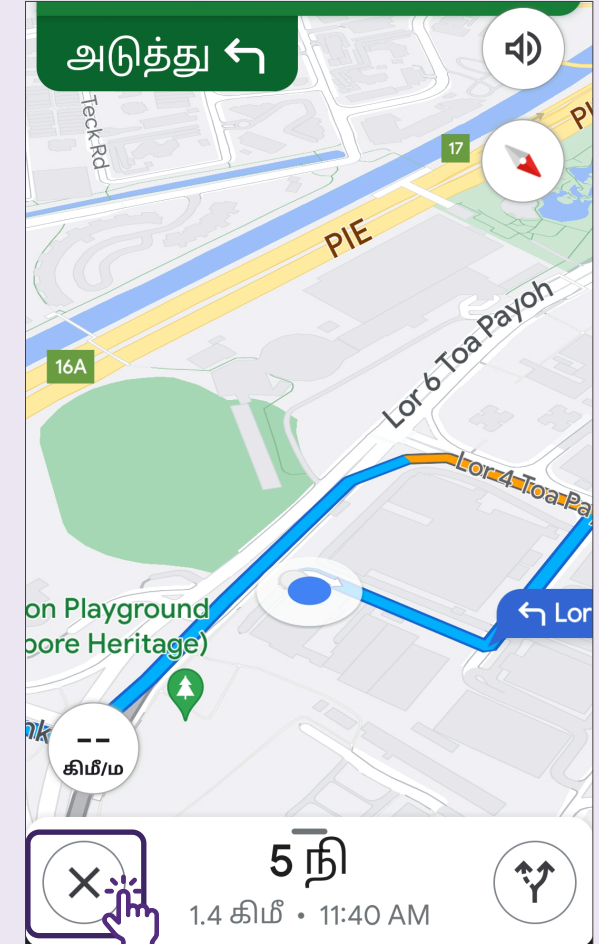 அடுத்து
Teck Rd
17
PIE
16A
Lor 6 Toa Payoh
Lor 4 Toa Pa
on Playground
pore Heritage)
Lor
--
கிமீ/ம
5 நி
1.4 கிமீ • 11:40 AM